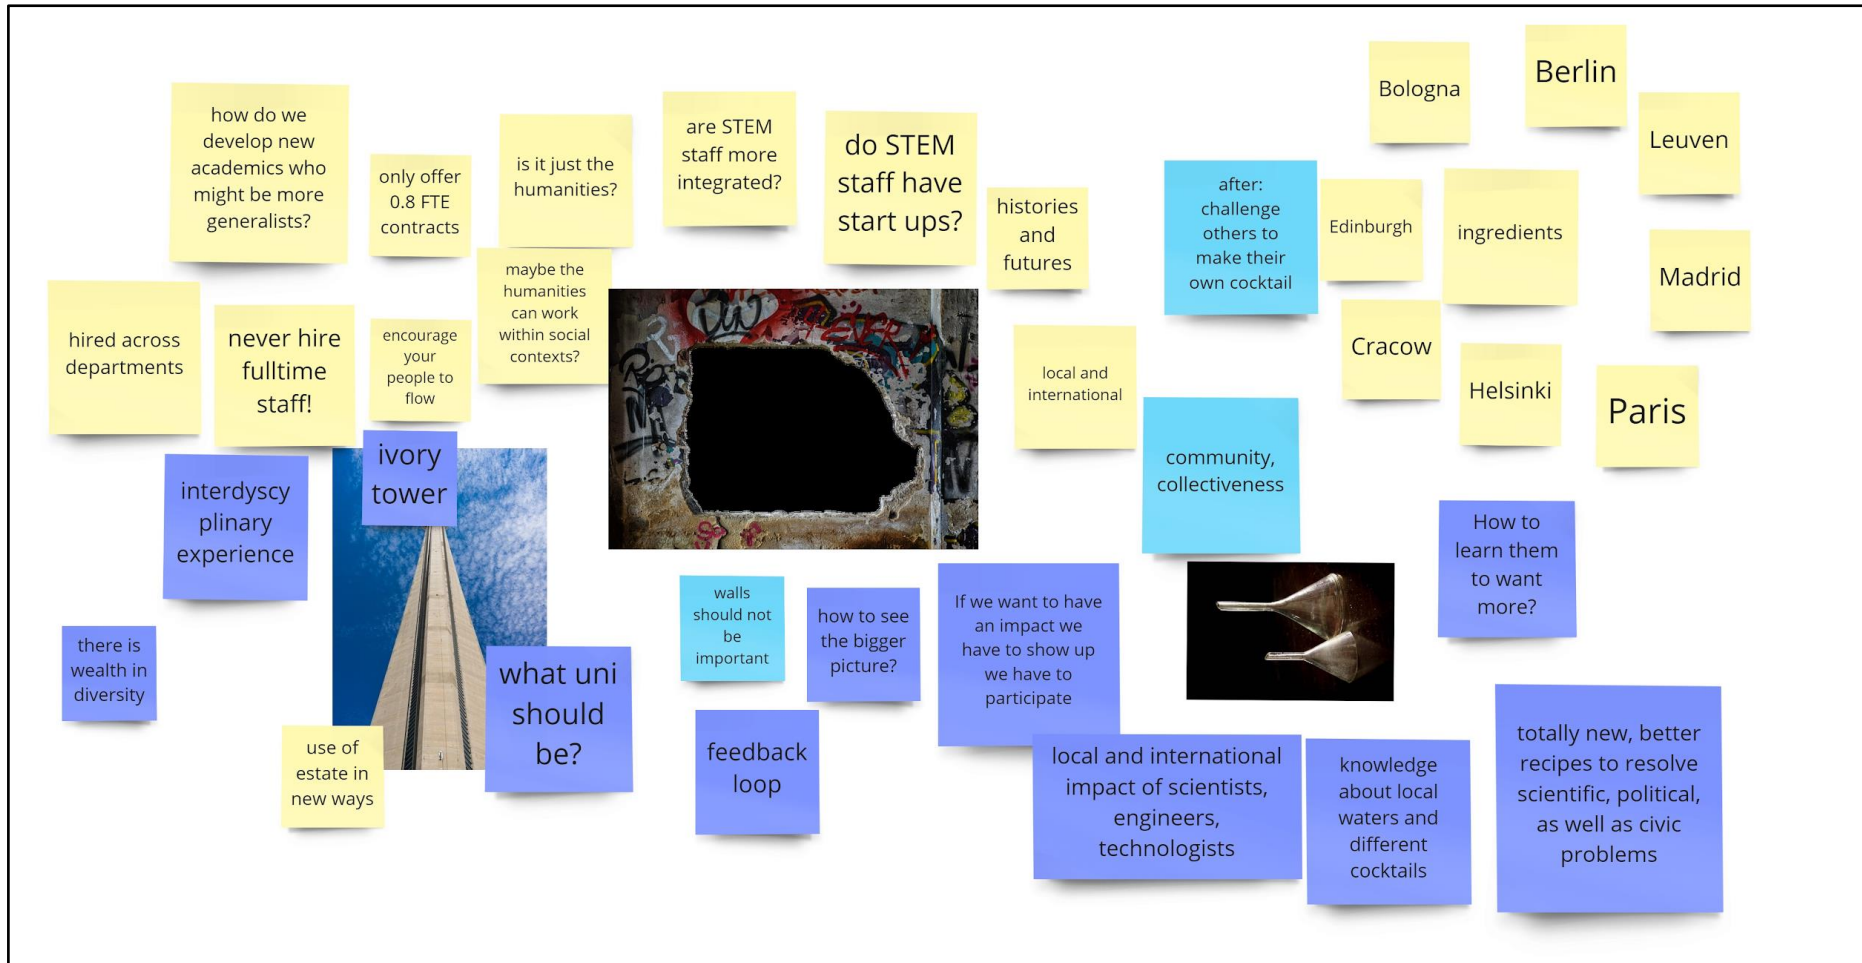 how do we
develop new
academics who
might be more
generalists?
only offer
0.8 FTE
contracts
is it just the
humanities?
are STEM
staff more
integrated?
do STEM
staff have
start ups?
histories
and
futures
after:
challenge
others to
make their
own cocktail
Bologna
Berlin
Leuven
Edinburgh
ingredients
Madrid
Cracow
Helsinki
Paris
hired across
departments
never hire
fulltime
staff!
encourage
your
people to
flow
maybe the
humanities
can work
within social
contexts?
local and
international
community,
collectiveness
ivory
tower
interdyscy
plinary
experience
there is
wealth in
diversity
use of
estate in
new ways
what uni
should
be?
walls
should not
be
important
how to see
the bigger
picture?
feedback
loop
If we want to have
an impact we
have to show up
we have to
participate
How to
learn them
to want
more?
local and international
impact of scientists,
engineers,
technologists
knowledge
about local
waters and
different
cocktails
totally new, better
recipes to resolve
scientific, political,
as well as civic
problems